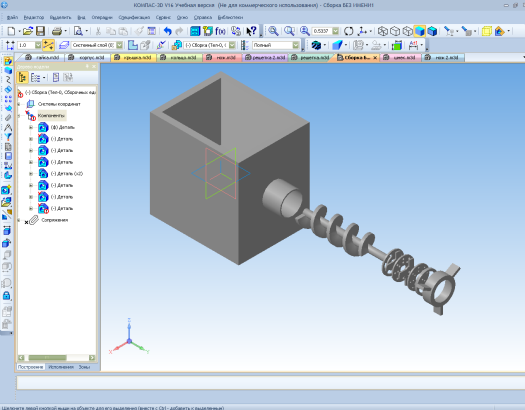 КОМПАС-3D V16 Учебная версия (Не для коммерческого использования) - Сборка БЕЗ ИМЕНИ
Файл Редактор Выделить Вид Операции Спецификация Сервис Окно Справка Библиотеки
0.5337
1.0 Системный слой (0) (-) Сборка (Тел-0, Полный
гайка.m3d корпус.m3d крышка.m3d кольцо.m3d нож.m3d решетка 2.m3d решетка.m3d Сборка Б... шнек.m3d нож 2.m3d
(-) Сборка (Тел-0, Сборочных еди
Системы координат
Компоненты
(ф) Деталь
(-) Деталь
(-) Деталь
(-) Деталь
(-) Деталь (x2)
(-) Деталь
(-) Деталь
(-) Деталь
Сопряжения
Построение Исполнения Зоны
Щелкните левой кнопкой мыши на объекте для его выделения (вместе с Ctrl - добавить к выделенным)